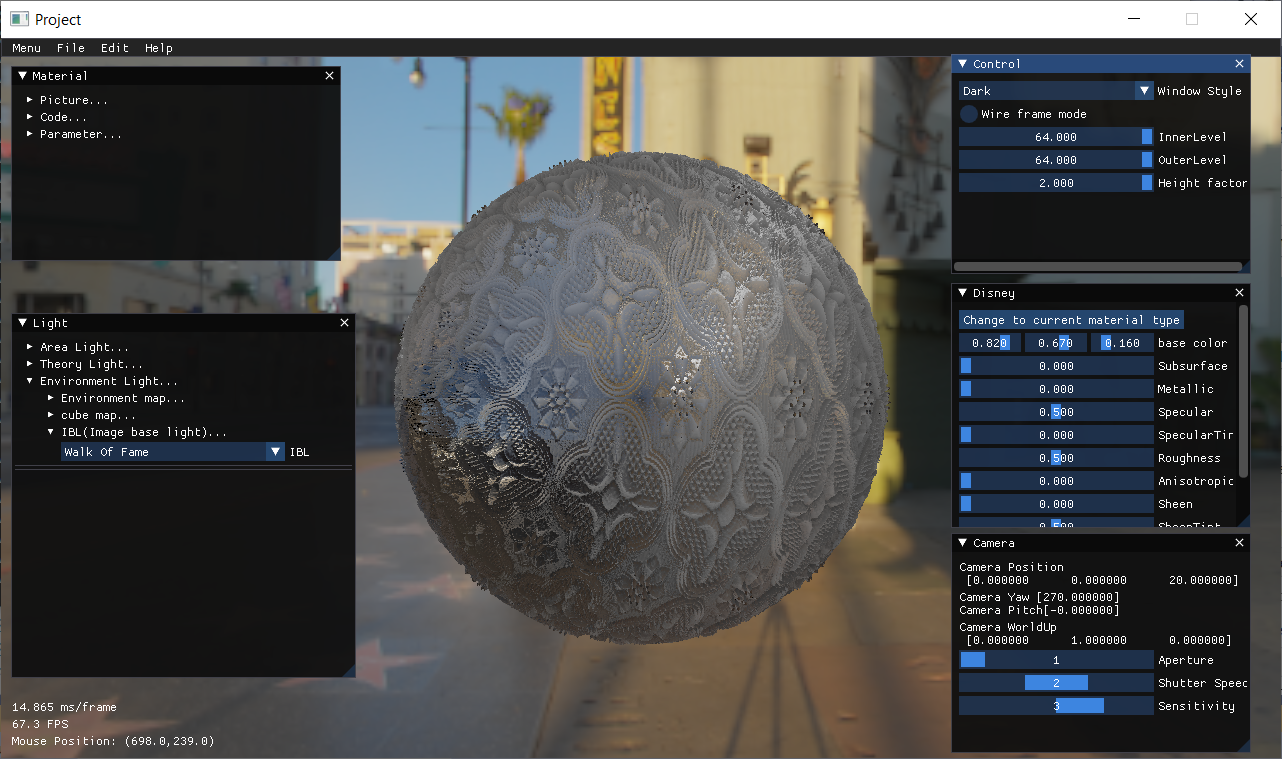 Project
Menu File Edit Help
Material
Picture...
Code...
Parameter...
Light
Area Light...
Theory Light...
Environment Light...
Environment map...
cube map...
IBL(Image base light)...
Walk Of Fame IBL
14.865 ms/frame
67.3 FPS
Mouse Position: (698.0,239.0)
Control
Dark Window Style
Wire frame mode
64.000 InnerLevel
64.000 OuterLevel
2.000 Height factor
Disney
Change to current material type
0.820 0.670 0.160 base color
0.000 Subsurface
0.000 Metallic
0.500 Specular
0.000 SpecularTir
0.500 Roughness
0.000 Anisotropic
0.000 Sheen
0.500 SheenTint
Camera
Camera Position
[0.000000 0.000000 20.000000]
Camera Yaw [270.000000]
Camera Pitch[-0.000000]
Camera WorldUp
[0.000000 1.000000 0.000000]
1 Aperture
2 Shutter Speed
3 Sensitivity